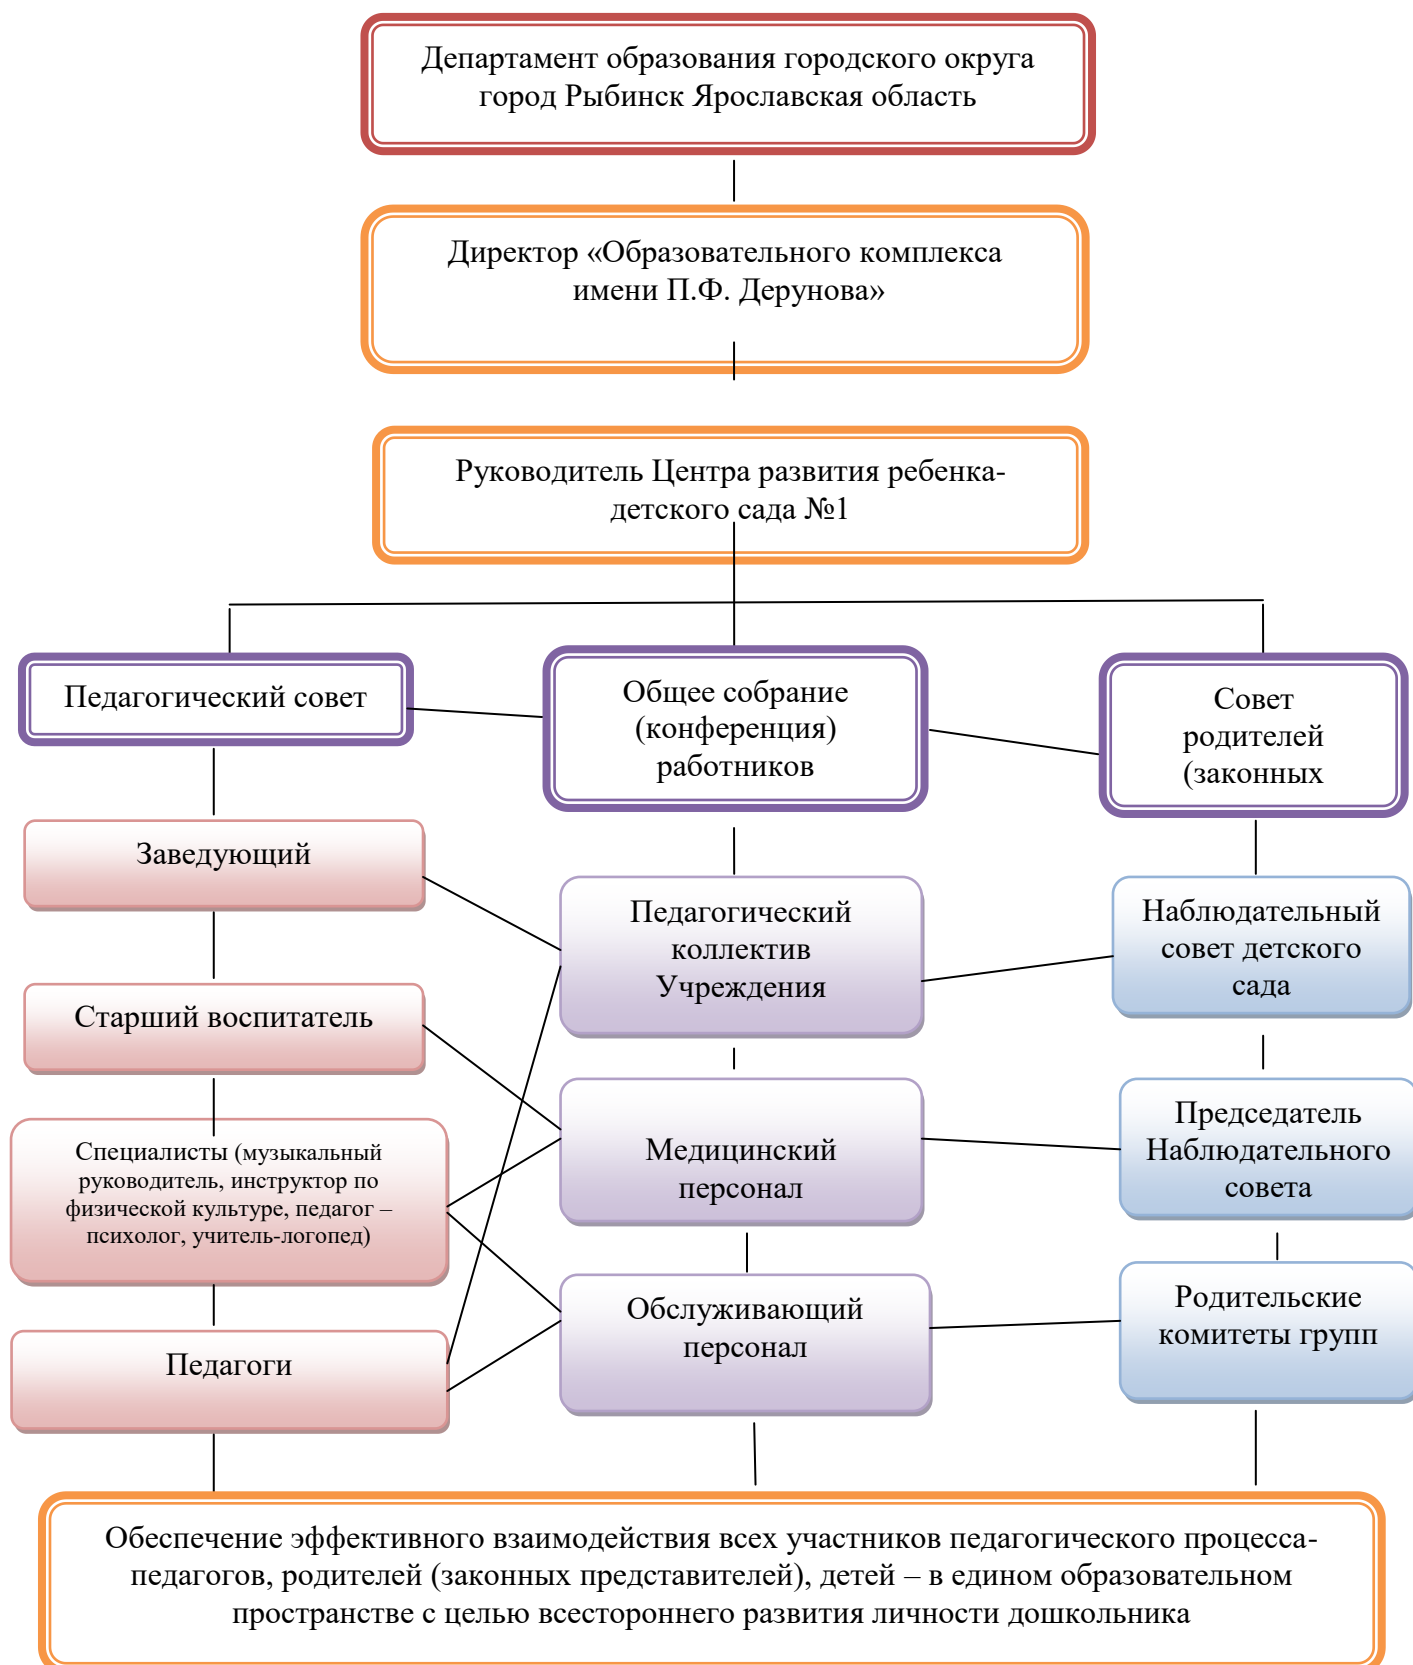 Департамент образования городского округа
город Рыбинск Ярославская область
Директор «Образовательного комплекса
имени П.Ф. Дерунова»
Руководитель Центра развития ребенка-
детского сада №1
Педагогический совет
Общее собрание
(конференция)
работников
Совет
родителей
(законных
Заведующий
Старший воспитатель
Специалисты (музыкальный
руководитель, инструктор по
физической культуре, педагог –
психолог, учитель-логопед)
Педагоги
Педагогический
коллектив
Учреждения
Медицинский
персонал
Обслуживающий
персонал
Наблюдательный
совет детского
сада
Председатель
Наблюдательного
совета
Родительские
комитеты групп
Обеспечение эффективного взаимодействия всех участников педагогического процесса-
педагогов, родителей (законных представителей), детей – в едином образовательном
пространстве с целью всестороннего развития личности дошкольника